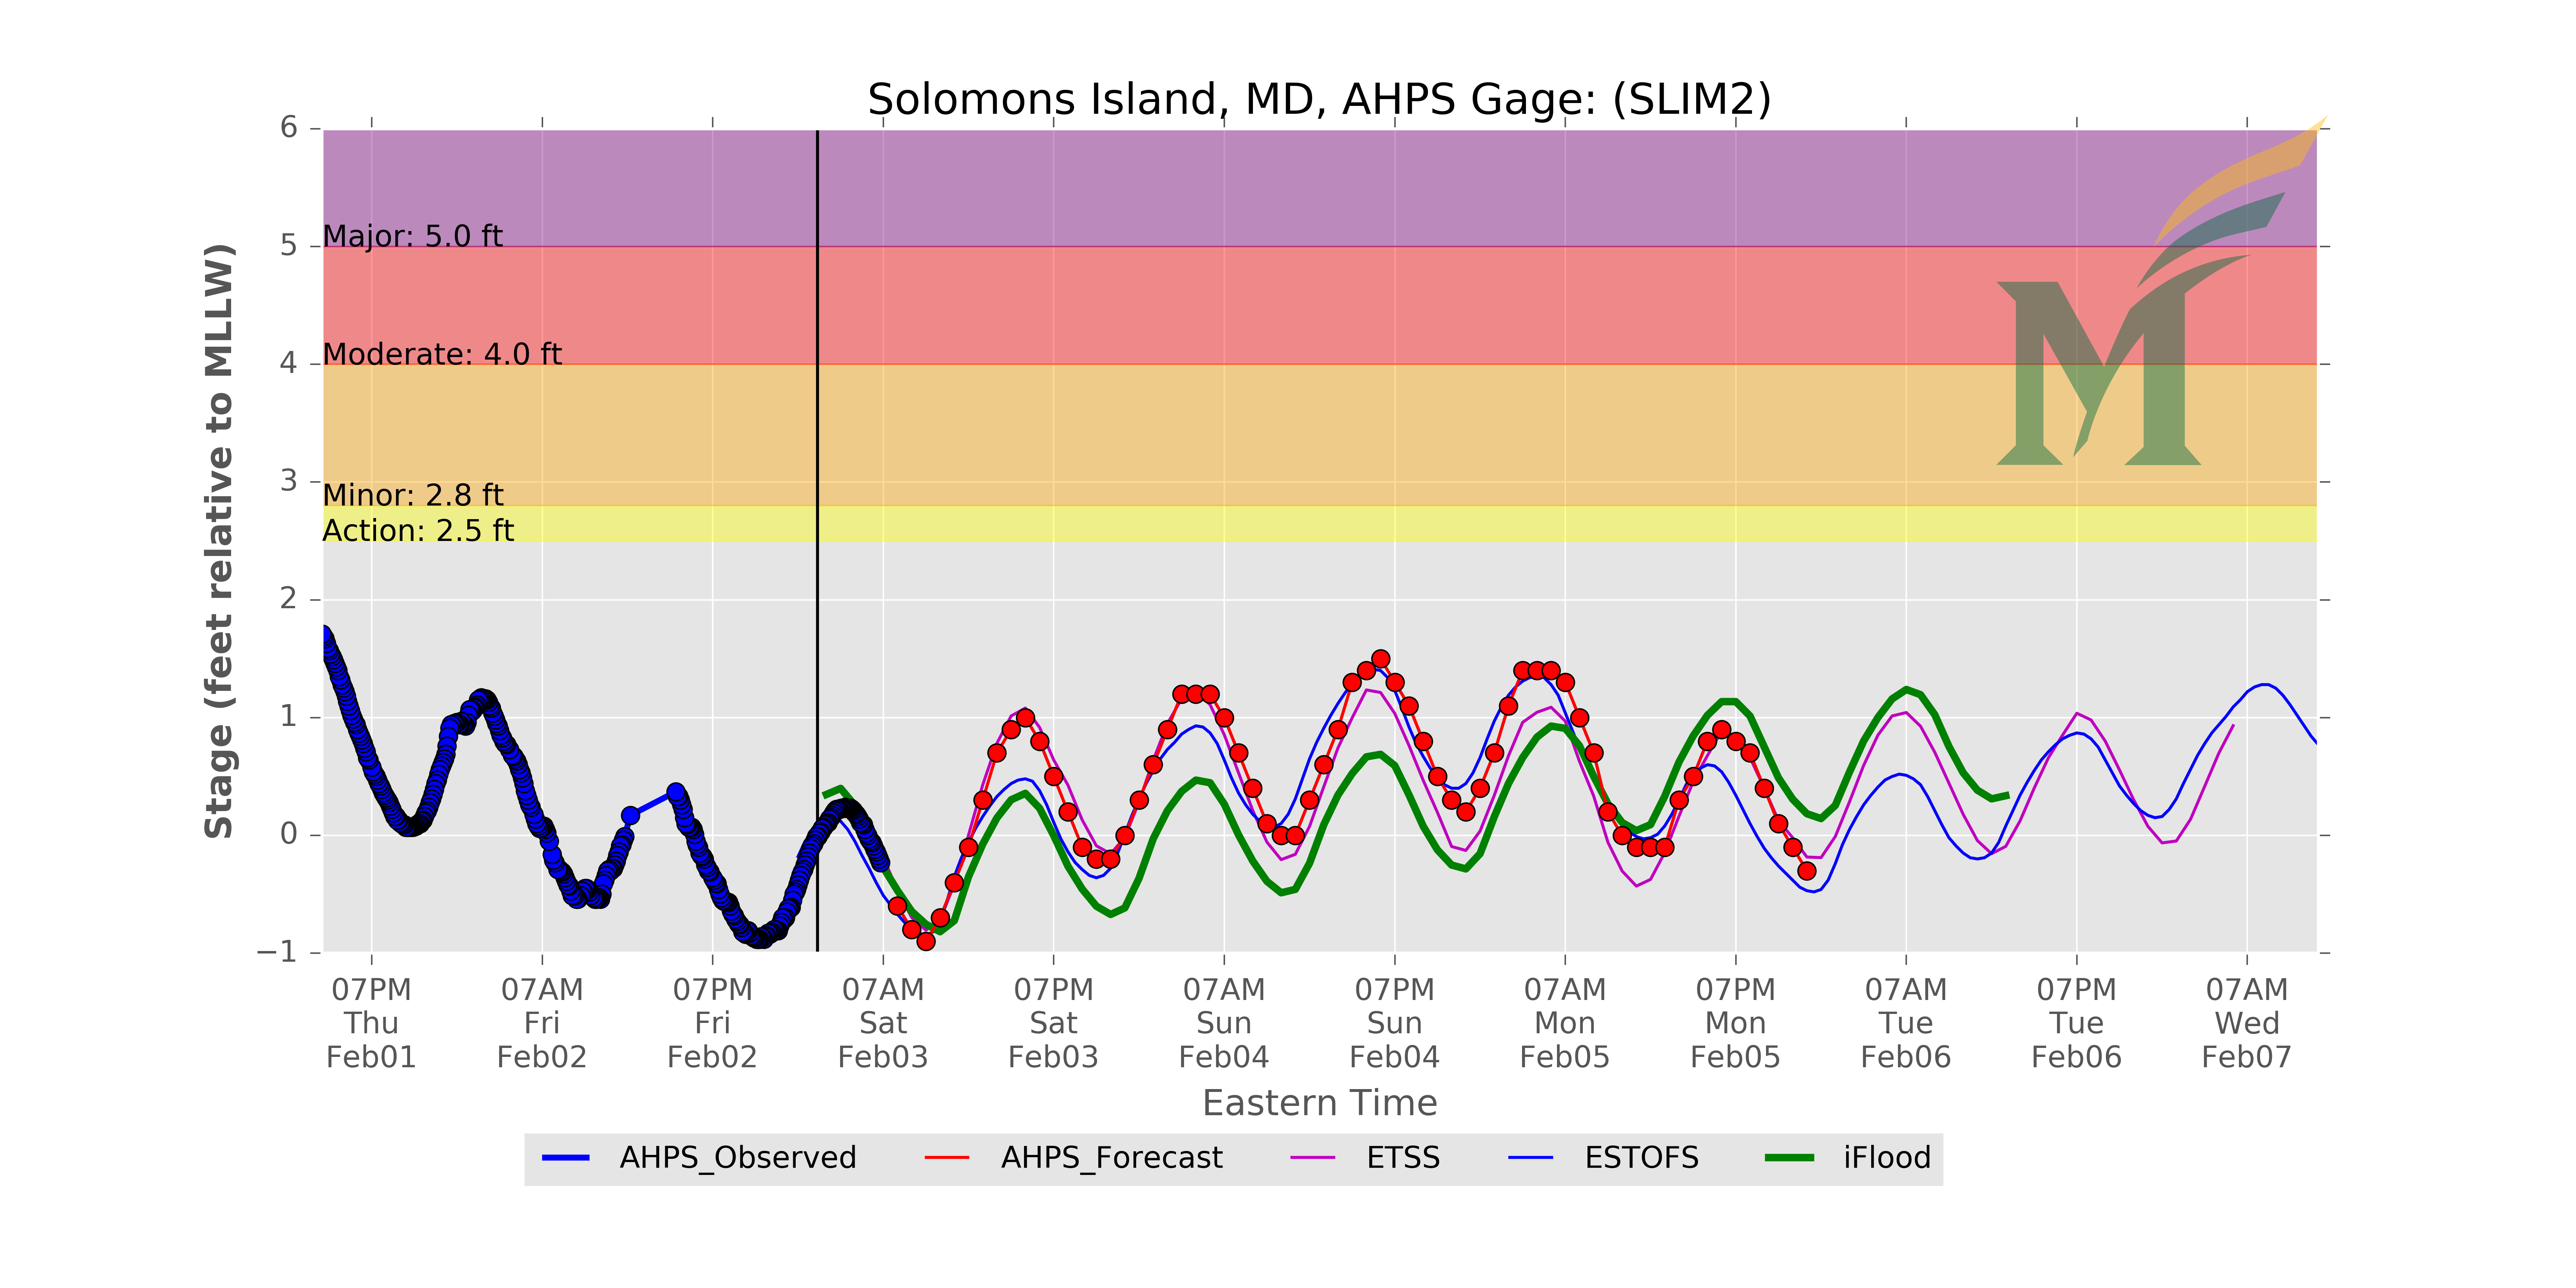 Solomons Island, MD, AHPS Gage: (SLIM2)
6
5
4
3
2
1
0
−1
Stage (feet relative to MLLW)
Major: 5.0 ft
Moderate: 4.0 ft
Minor: 2.8 ft
Action: 2.5 ft
M
07PM 07AM 07PM 07AM 07PM 07AM 07PM 07AM 07PM 07AM 07PM 07AM
Thu Fri Fri Sat Sat Sun Sun Mon Mon Tue Tue Wed
Feb01 Feb02 Feb02 Feb03 Feb03 Feb04 Feb04 Feb05 Feb05 Feb06 Feb06 Feb07
Eastern Time
AHPS_Observed AHPS_Forecast ETSS ESTOFS iFlood